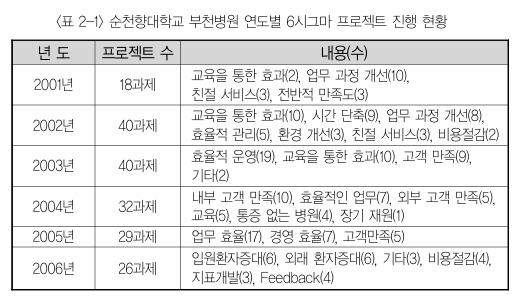 〈표 2-1〉 순천향대학교 부천병원 연도별 6시그마 프로젝트 진행 현황
년 도 프로젝트 수 내용(수)
2001년 18과제 교육을 통한 효과(2), 업무 과정 개선(10),
친절 서비스(3), 전반적 만족도(3)
2002년 40과제 교육을 통한 효과(10), 시간 단축(9), 업무 과정 개선(8),
효율적 관리(5), 환경 개선(3), 친절 서비스(3), 비용절감(2)
2003년 40과제 효율적 운영(19), 교육을 통한 효과(10), 고객 만족(9),
기타(2)
2004년 32과제 내부 고객 만족(10), 효율적인 업무(7), 외부 고객 만족(5),
교육(5), 통증 없는 병원(4), 장기 재원(1)
2005년 29과제 업무 효율(17), 경영 효율(7), 고객만족(5)
2006년 26과제 입원환자증대(6), 외래 환자증대(6), 기타(3), 비용절감(4),
지표개발(3), Feedback(4)